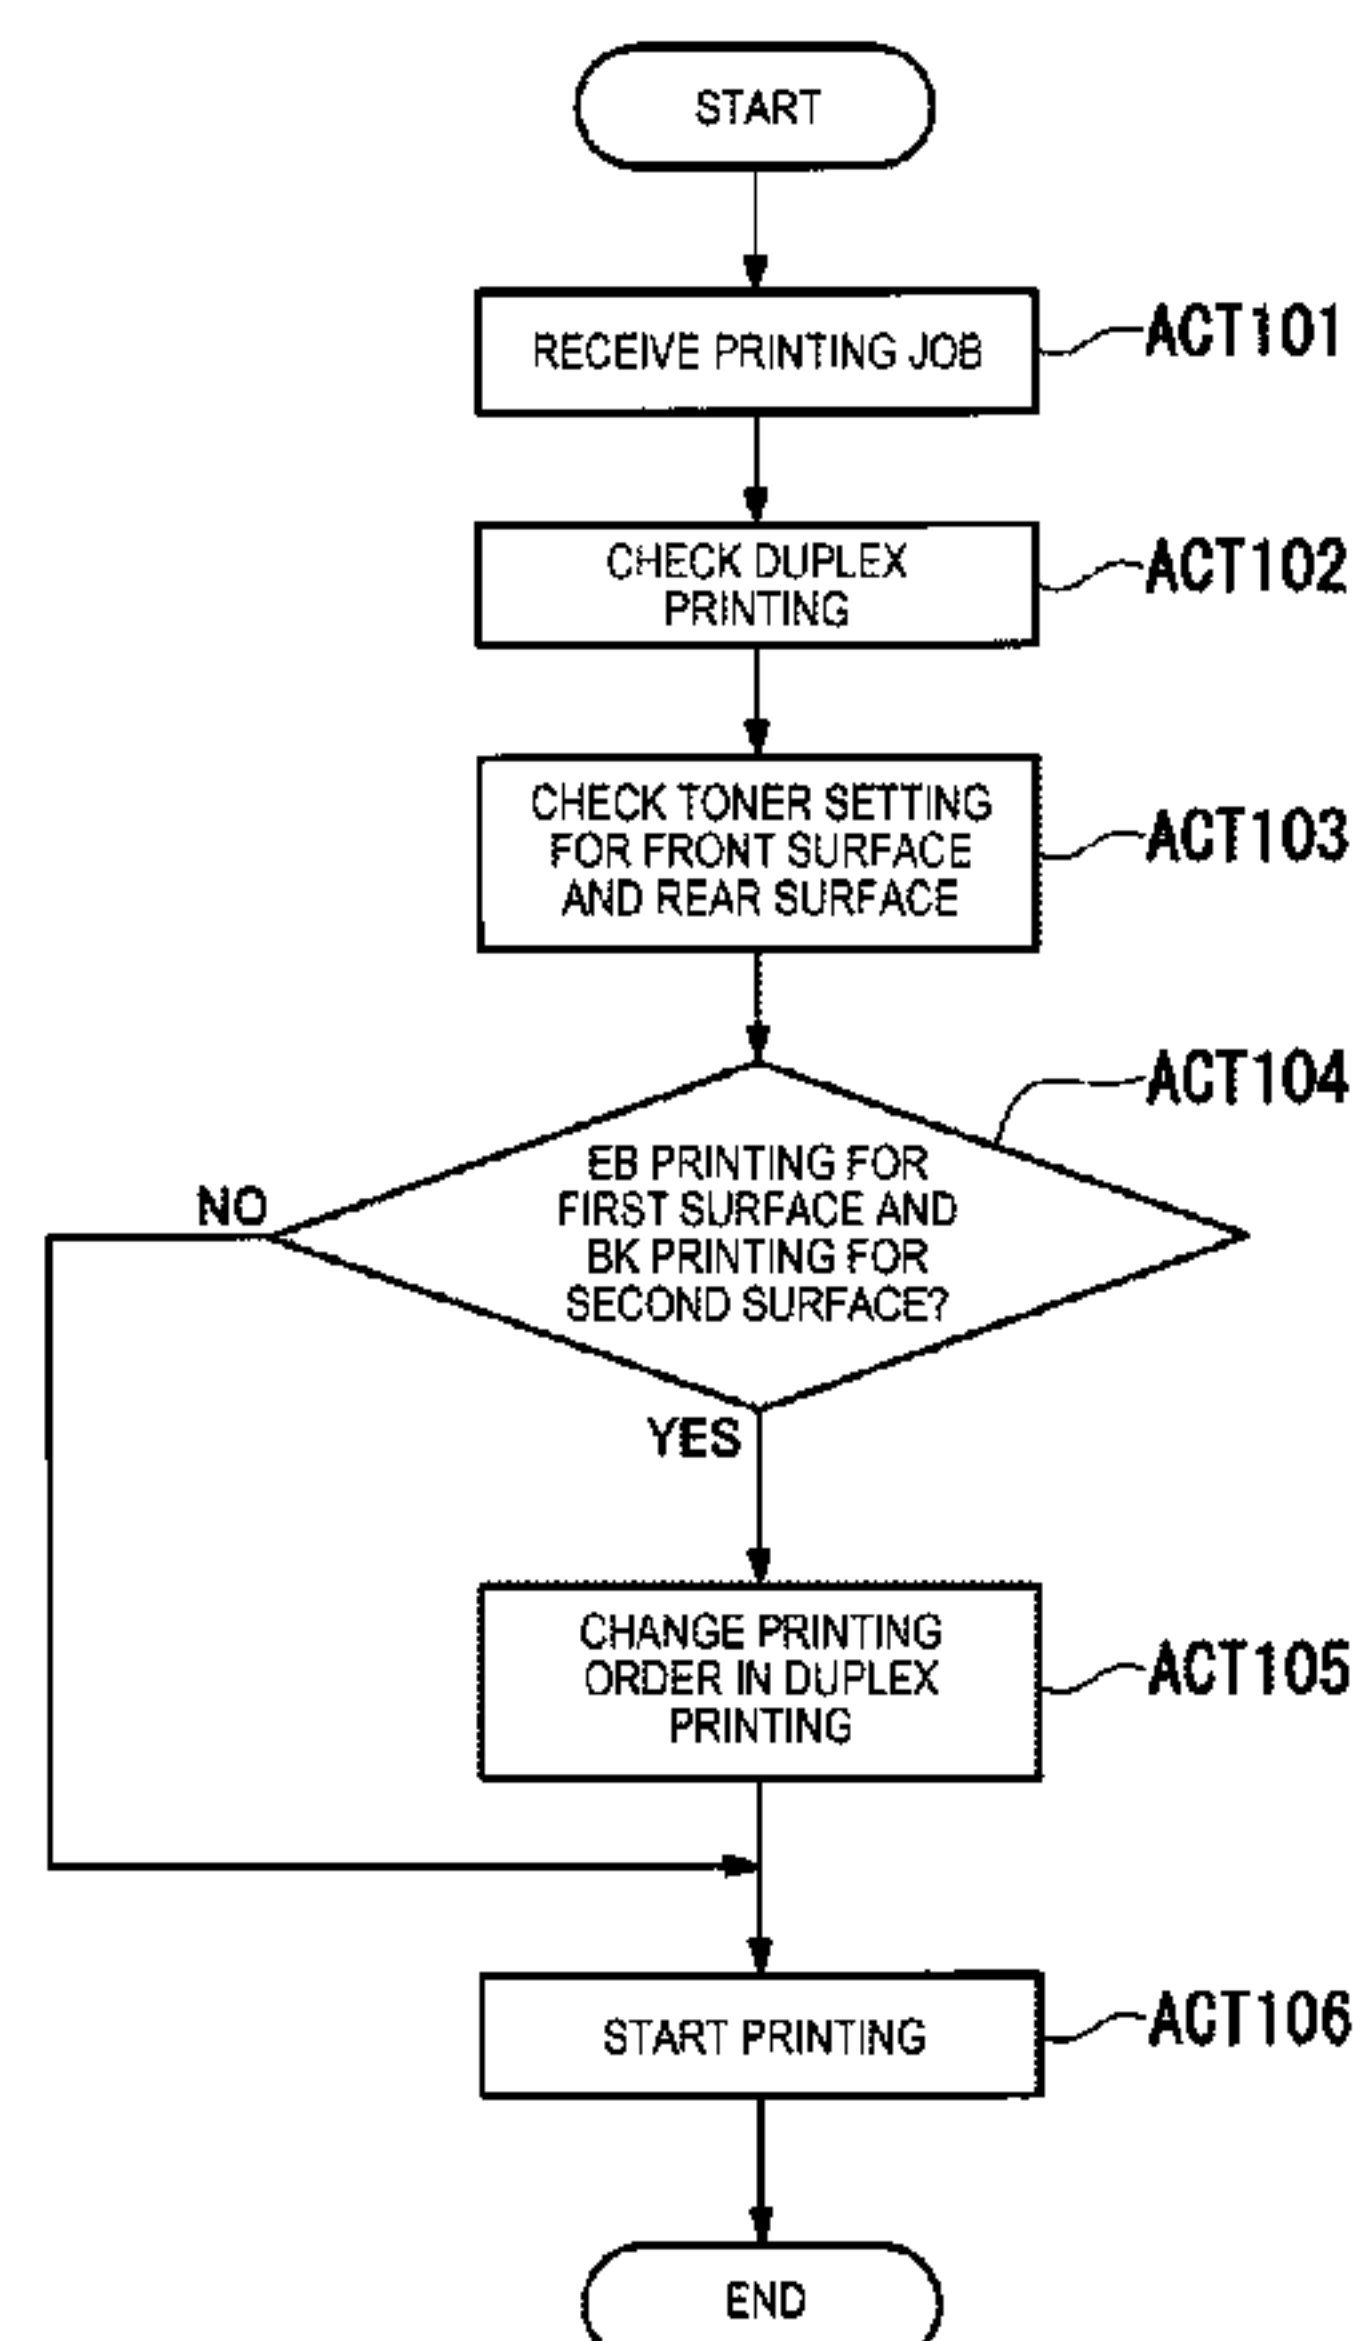 START
RECEIVE PRINTING JOB
ACT101
CHECK DUPLEX
PRINTING
ACT102
CHECK TONER SETTING
FOR FRONT SURFACE
AND REAR SURFACE
ACT103
EB PRINTING FOR
FIRST SURFACE AND
BK PRINTING FOR
SECOND SURFACE?
ACT104
NO
YES
CHANGE PRINTING
ORDER IN DUPLEX
PRINTING
ACT105
START PRINTING
ACT106
END